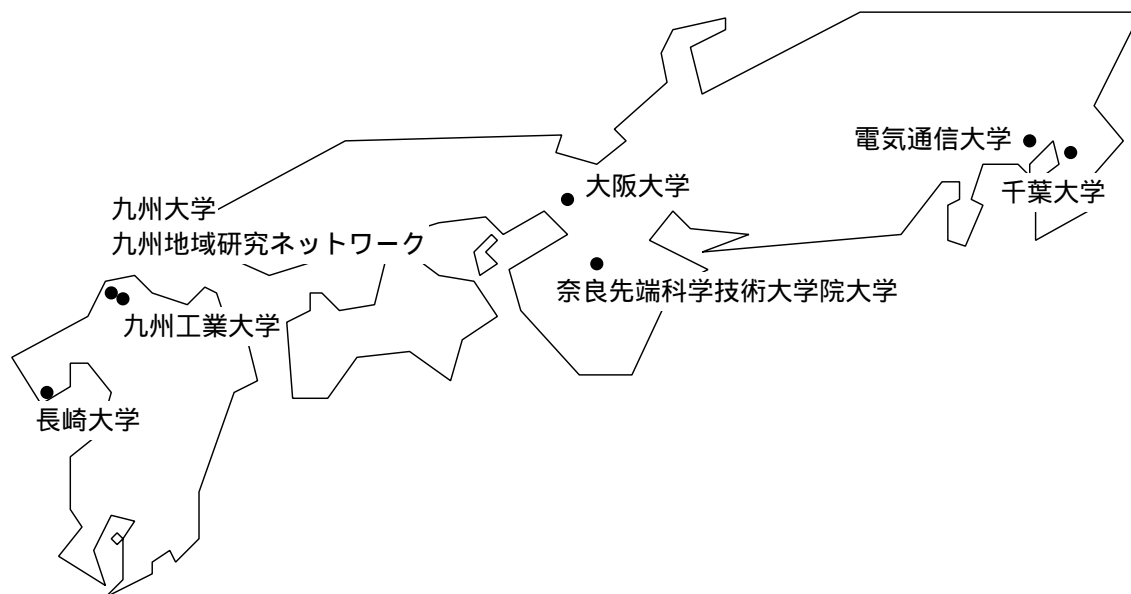 電気通信大学
千葉大学
大阪大学
九州大学
九州地域研究ネットワーク
奈良先端科学技術大学院大学
九州工業大学
長崎大学